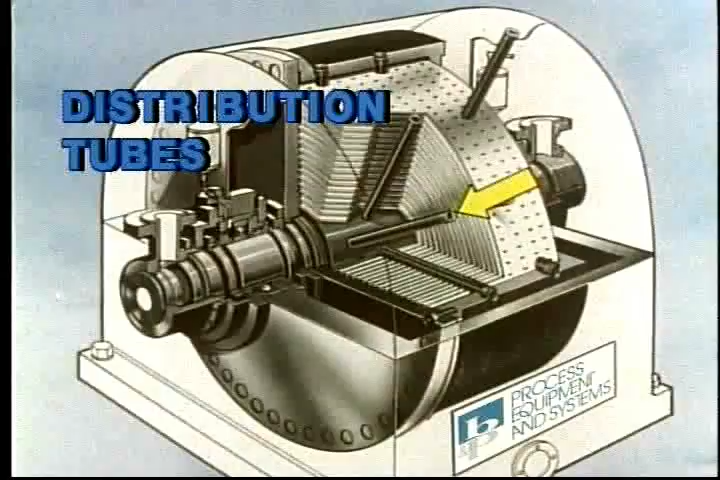 DISTRIBUTION
TUBES
PROCESS
EQUIPMENT
AND SYSTEMS